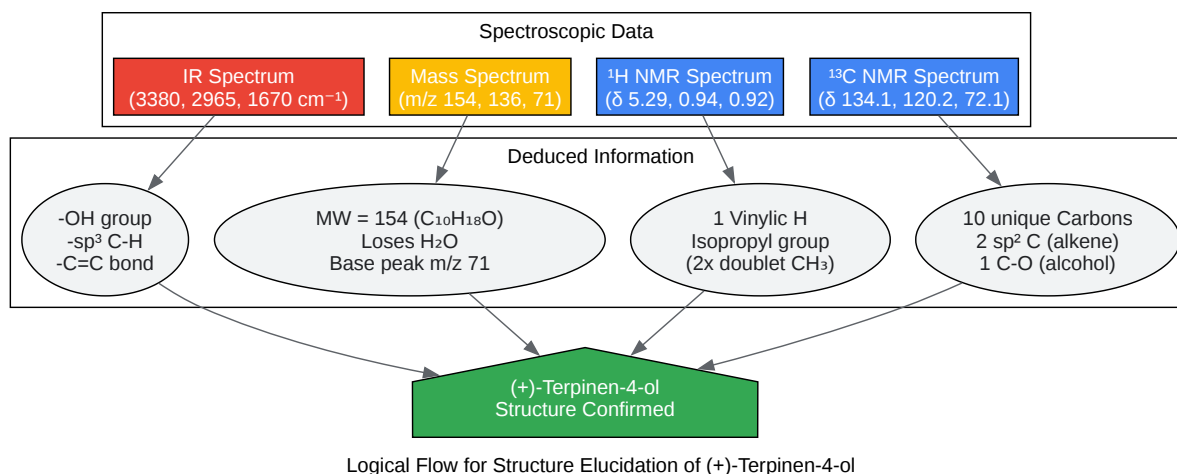 Spectroscopic Data
IR Spectrum
(3380, 2965, 1670 cm⁻¹)
Mass Spectrum
(m/z 154, 136, 71)
¹H NMR Spectrum
(δ 5.29, 0.94, 0.92)
¹³C NMR Spectrum
(δ 134.1, 120.2, 72.1)
Deduced Information
-OH group
-sp³ C-H
-C=C bond
MW = 154 (C₁₀H₁₈O)
Loses H₂O
Base peak m/z 71
1 Vinylic H
Isopropyl group
(2x doublet CH₃)
10 unique Carbons
2 sp² C (alkene)
1 C-O (alcohol)
(+)-Terpinen-4-ol
Structure Confirmed
Logical Flow for Structure Elucidation of (+)-Terpinen-4-ol